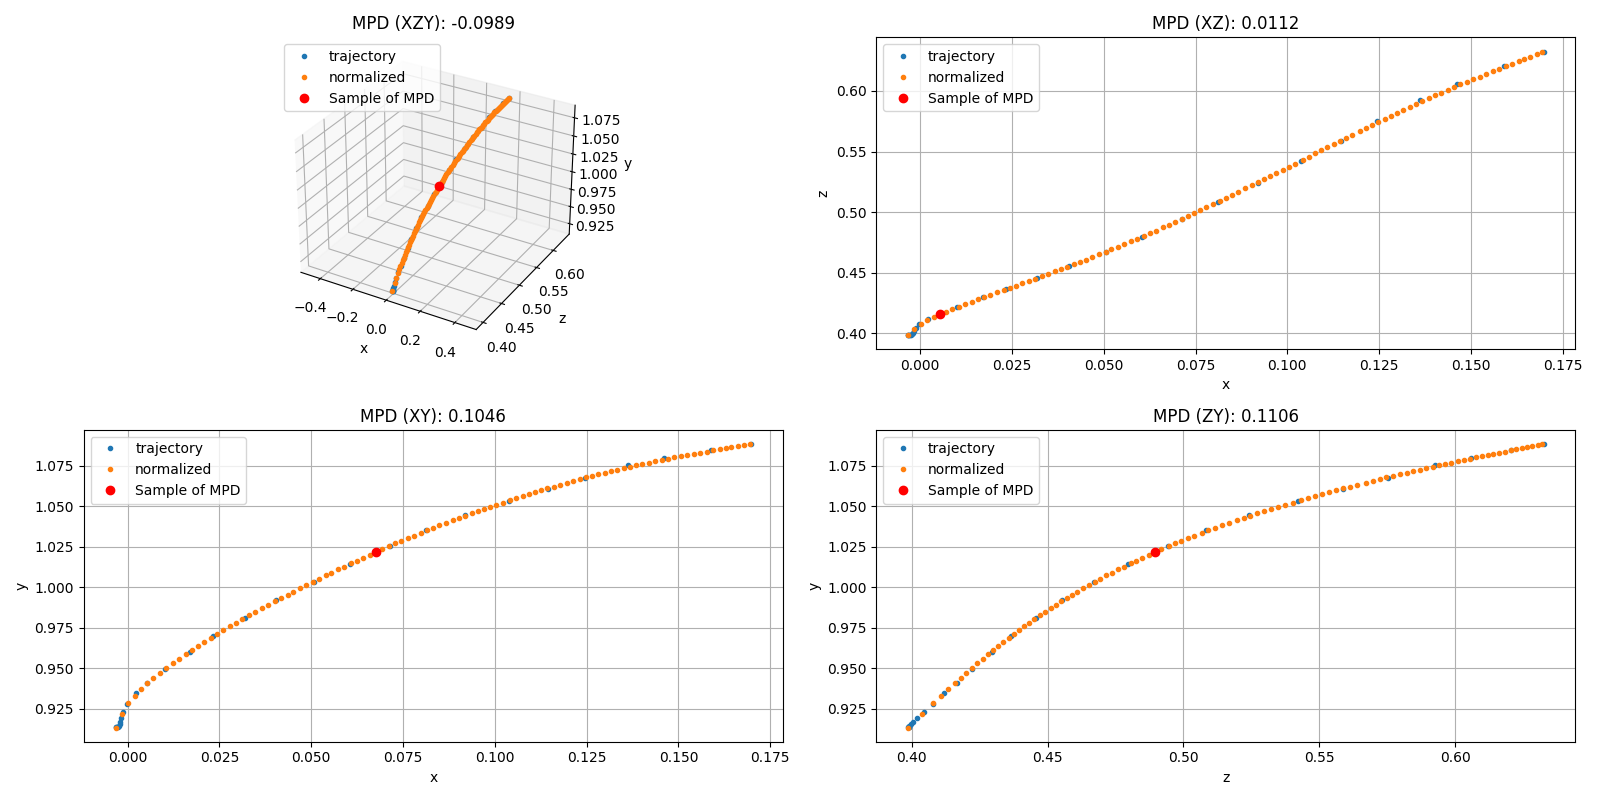 MPD (XZY): -0.0989
trajectory
normalized
Sample of MPD
1.075
1.050
1.025
1.000
0.975
0.950
0.925
y
−0.4
−0.2
0.0
0.2
0.4
x
0.40
0.45
0.50
0.55
0.60
z
MPD (XZ): 0.0112
trajectory
normalized
Sample of MPD
0.60
0.55
0.50
0.45
0.40
z
0.000 0.025 0.050 0.075 0.100 0.125 0.150 0.175
x
MPD (XY): 0.1046
trajectory
normalized
Sample of MPD
1.075
1.050
1.025
1.000
0.975
0.950
0.925
y
0.000 0.025 0.050 0.075 0.100 0.125 0.150 0.175
x
MPD (ZY): 0.1106
trajectory
normalized
Sample of MPD
1.075
1.050
1.025
1.000
0.975
0.950
0.925
y
0.40 0.45 0.50 0.55 0.60
z